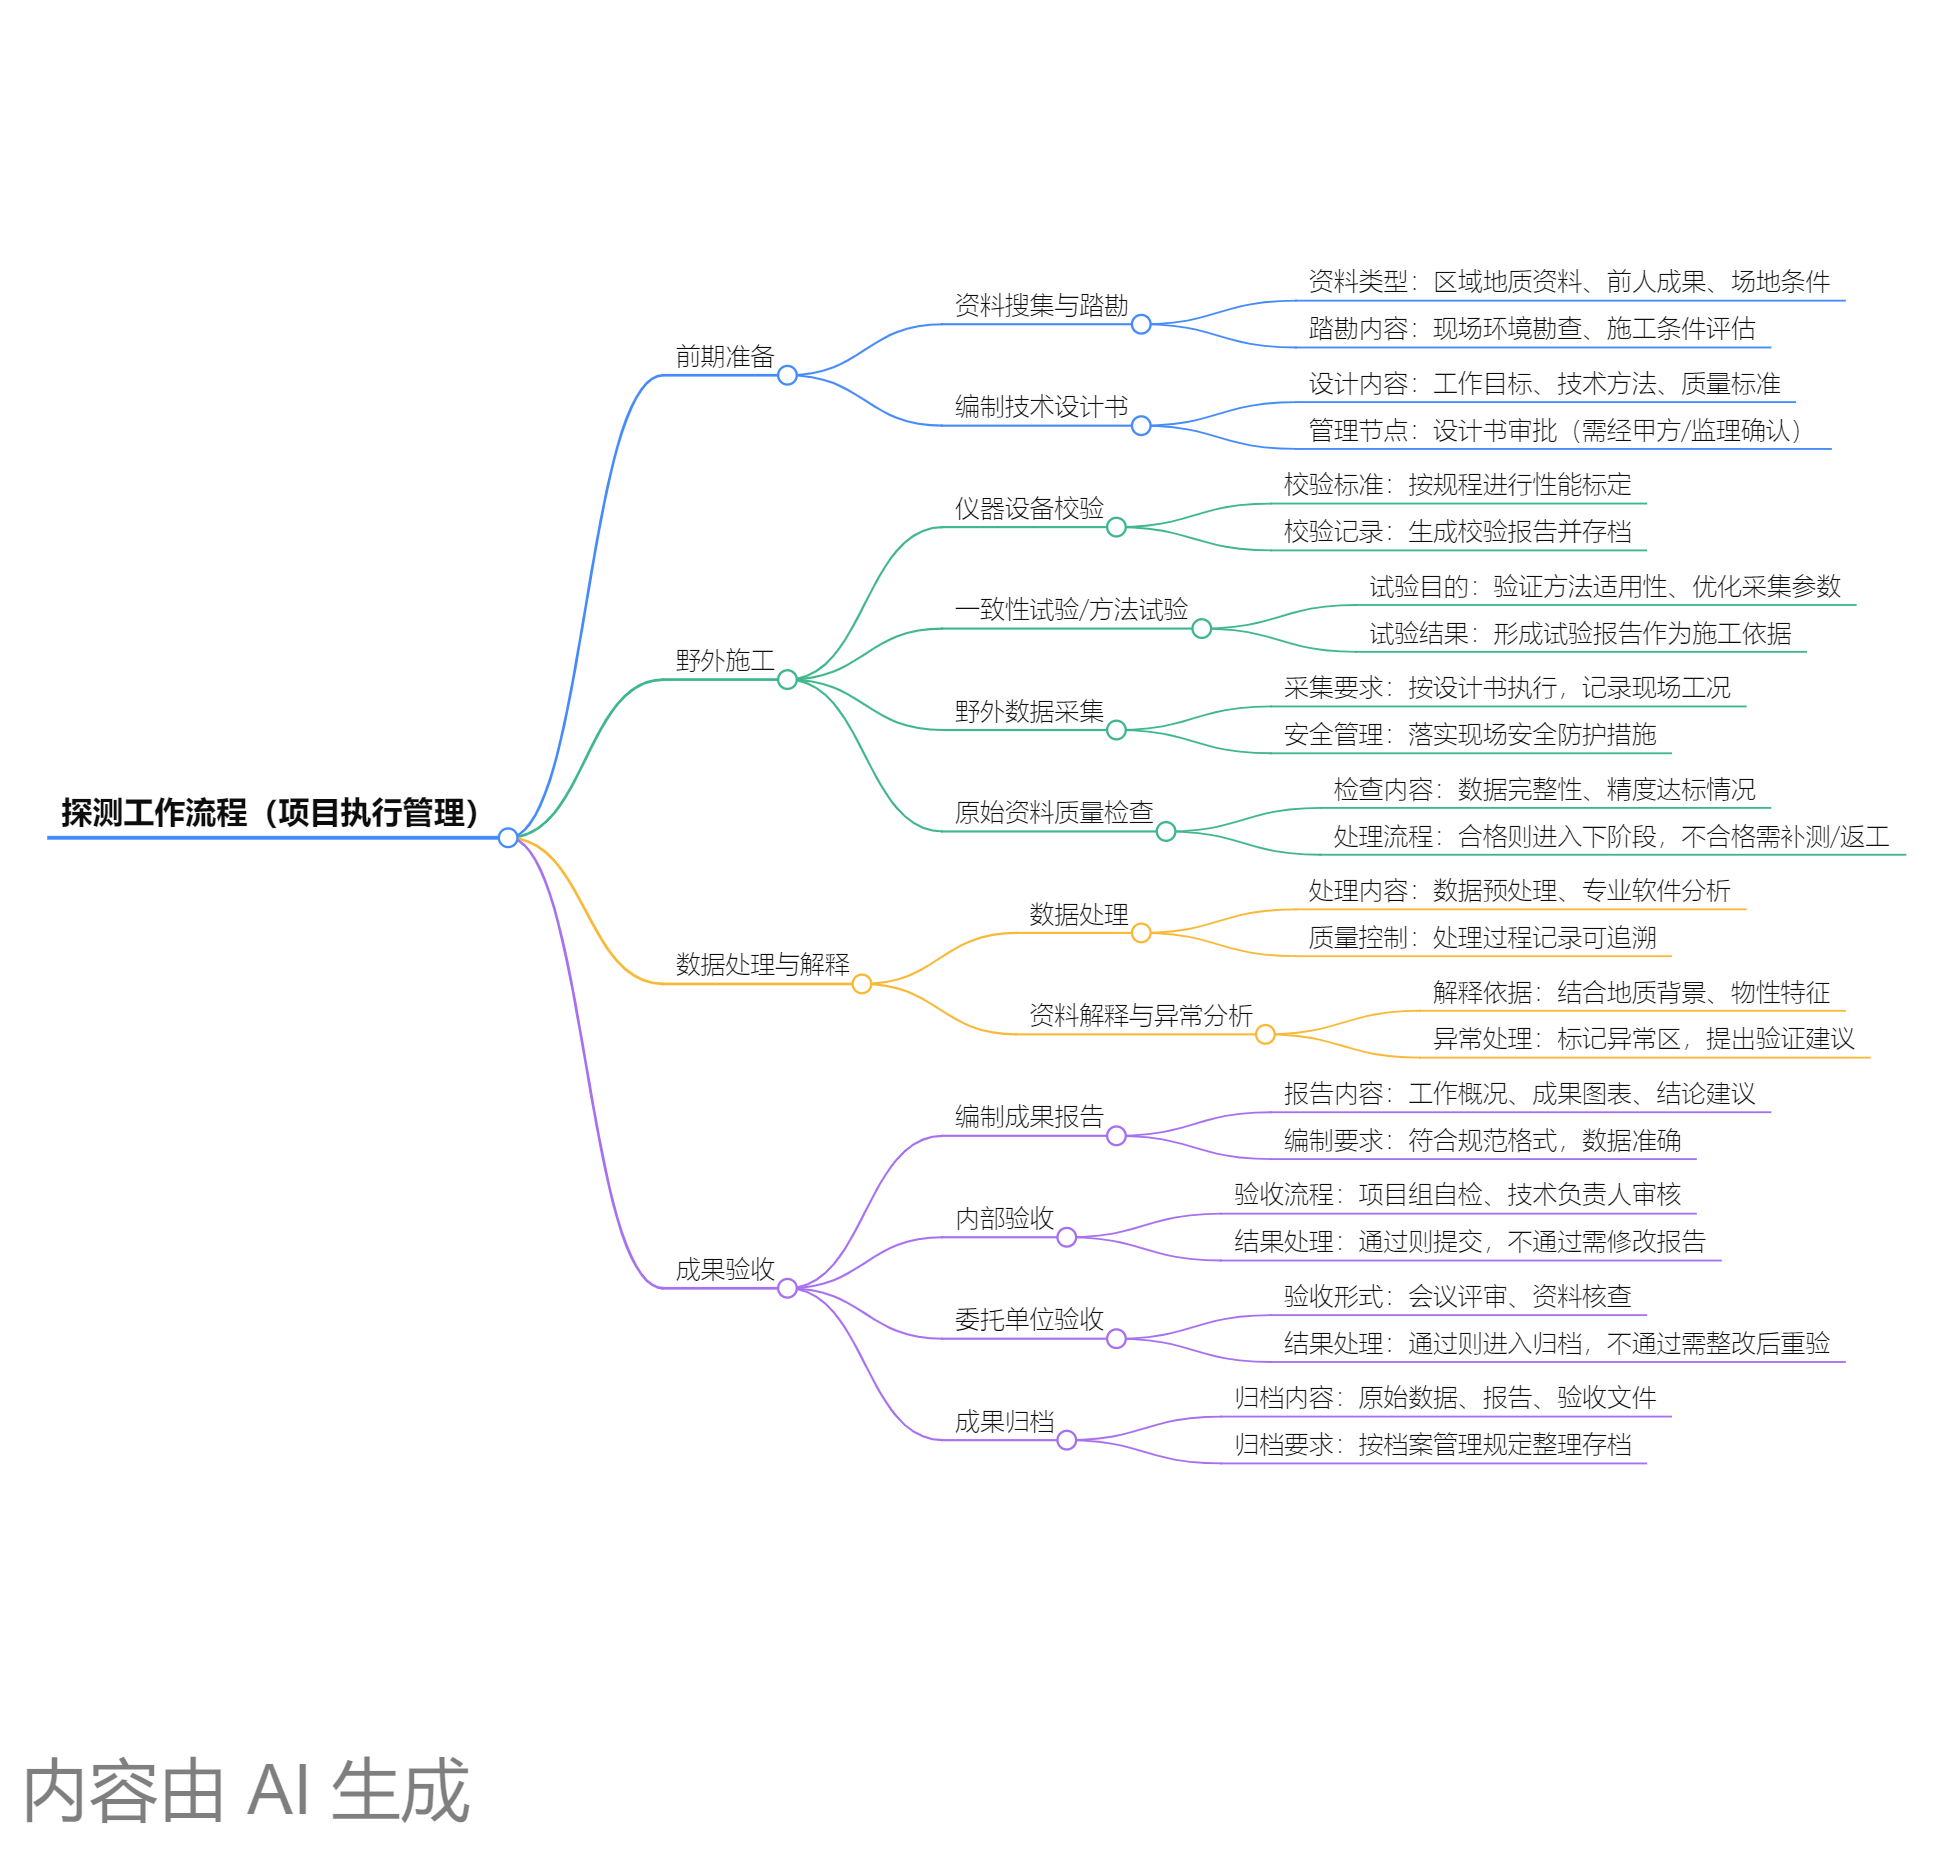 探测工作流程（项目执行管理）
前期准备
资料搜集与踏勘
资料类型：区域地质资料、前人成果、场地条件
踏勘内容：现场环境勘查、施工条件评估
编制技术设计书
设计内容：工作目标、技术方法、质量标准
管理节点：设计书审批（需经甲方/监理确认）
野外施工
仪器设备校验
校验标准：按规程进行性能标定
校验记录：生成校验报告并存档
一致性试验/方法试验
试验目的：验证方法适用性、优化采集参数
试验结果：形成试验报告作为施工依据
野外数据采集
采集要求：按设计书执行，记录现场工况
安全管理：落实现场安全防护措施
原始资料质量检查
检查内容：数据完整性、精度达标情况
处理流程：合格则进入下阶段，不合格需补测/返工
数据处理与解释
数据处理
处理内容：数据预处理、专业软件分析
质量控制：处理过程记录可追溯
资料解释与异常分析
解释依据：结合地质背景、物性特征
异常处理：标记异常区，提出验证建议
成果验收
编制成果报告
报告内容：工作概况、成果图表、结论建议
编制要求：符合规范格式，数据准确
内部验收
验收流程：项目组自检、技术负责人审核
结果处理：通过则提交，不通过需修改报告
委托单位验收
验收形式：会议评审、资料核查
结果处理：通过则进入归档，不通过需整改后重验
成果归档
归档内容：原始数据、报告、验收文件
归档要求：按档案管理规定整理存档
内容由 AI 生成